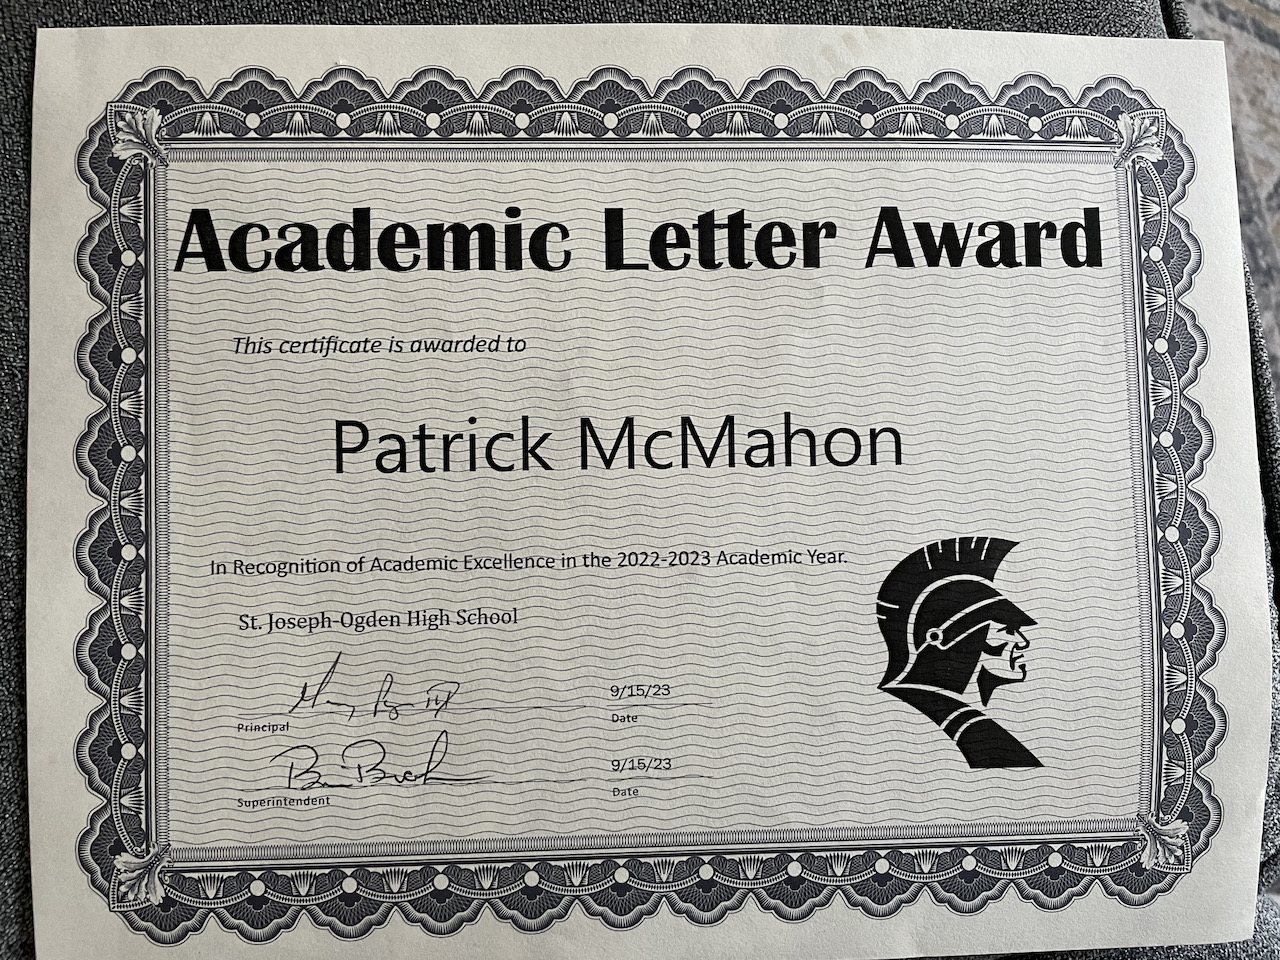 Academic Letter Award
This certificate is awarded to
Patrick McMahon
In Recognition of Academic Excellence in the 2022-2023 Academic Year.
St. Joseph-Ogden High School
9/15/23
Principal
Date
9/15/23
Superintendent
Date